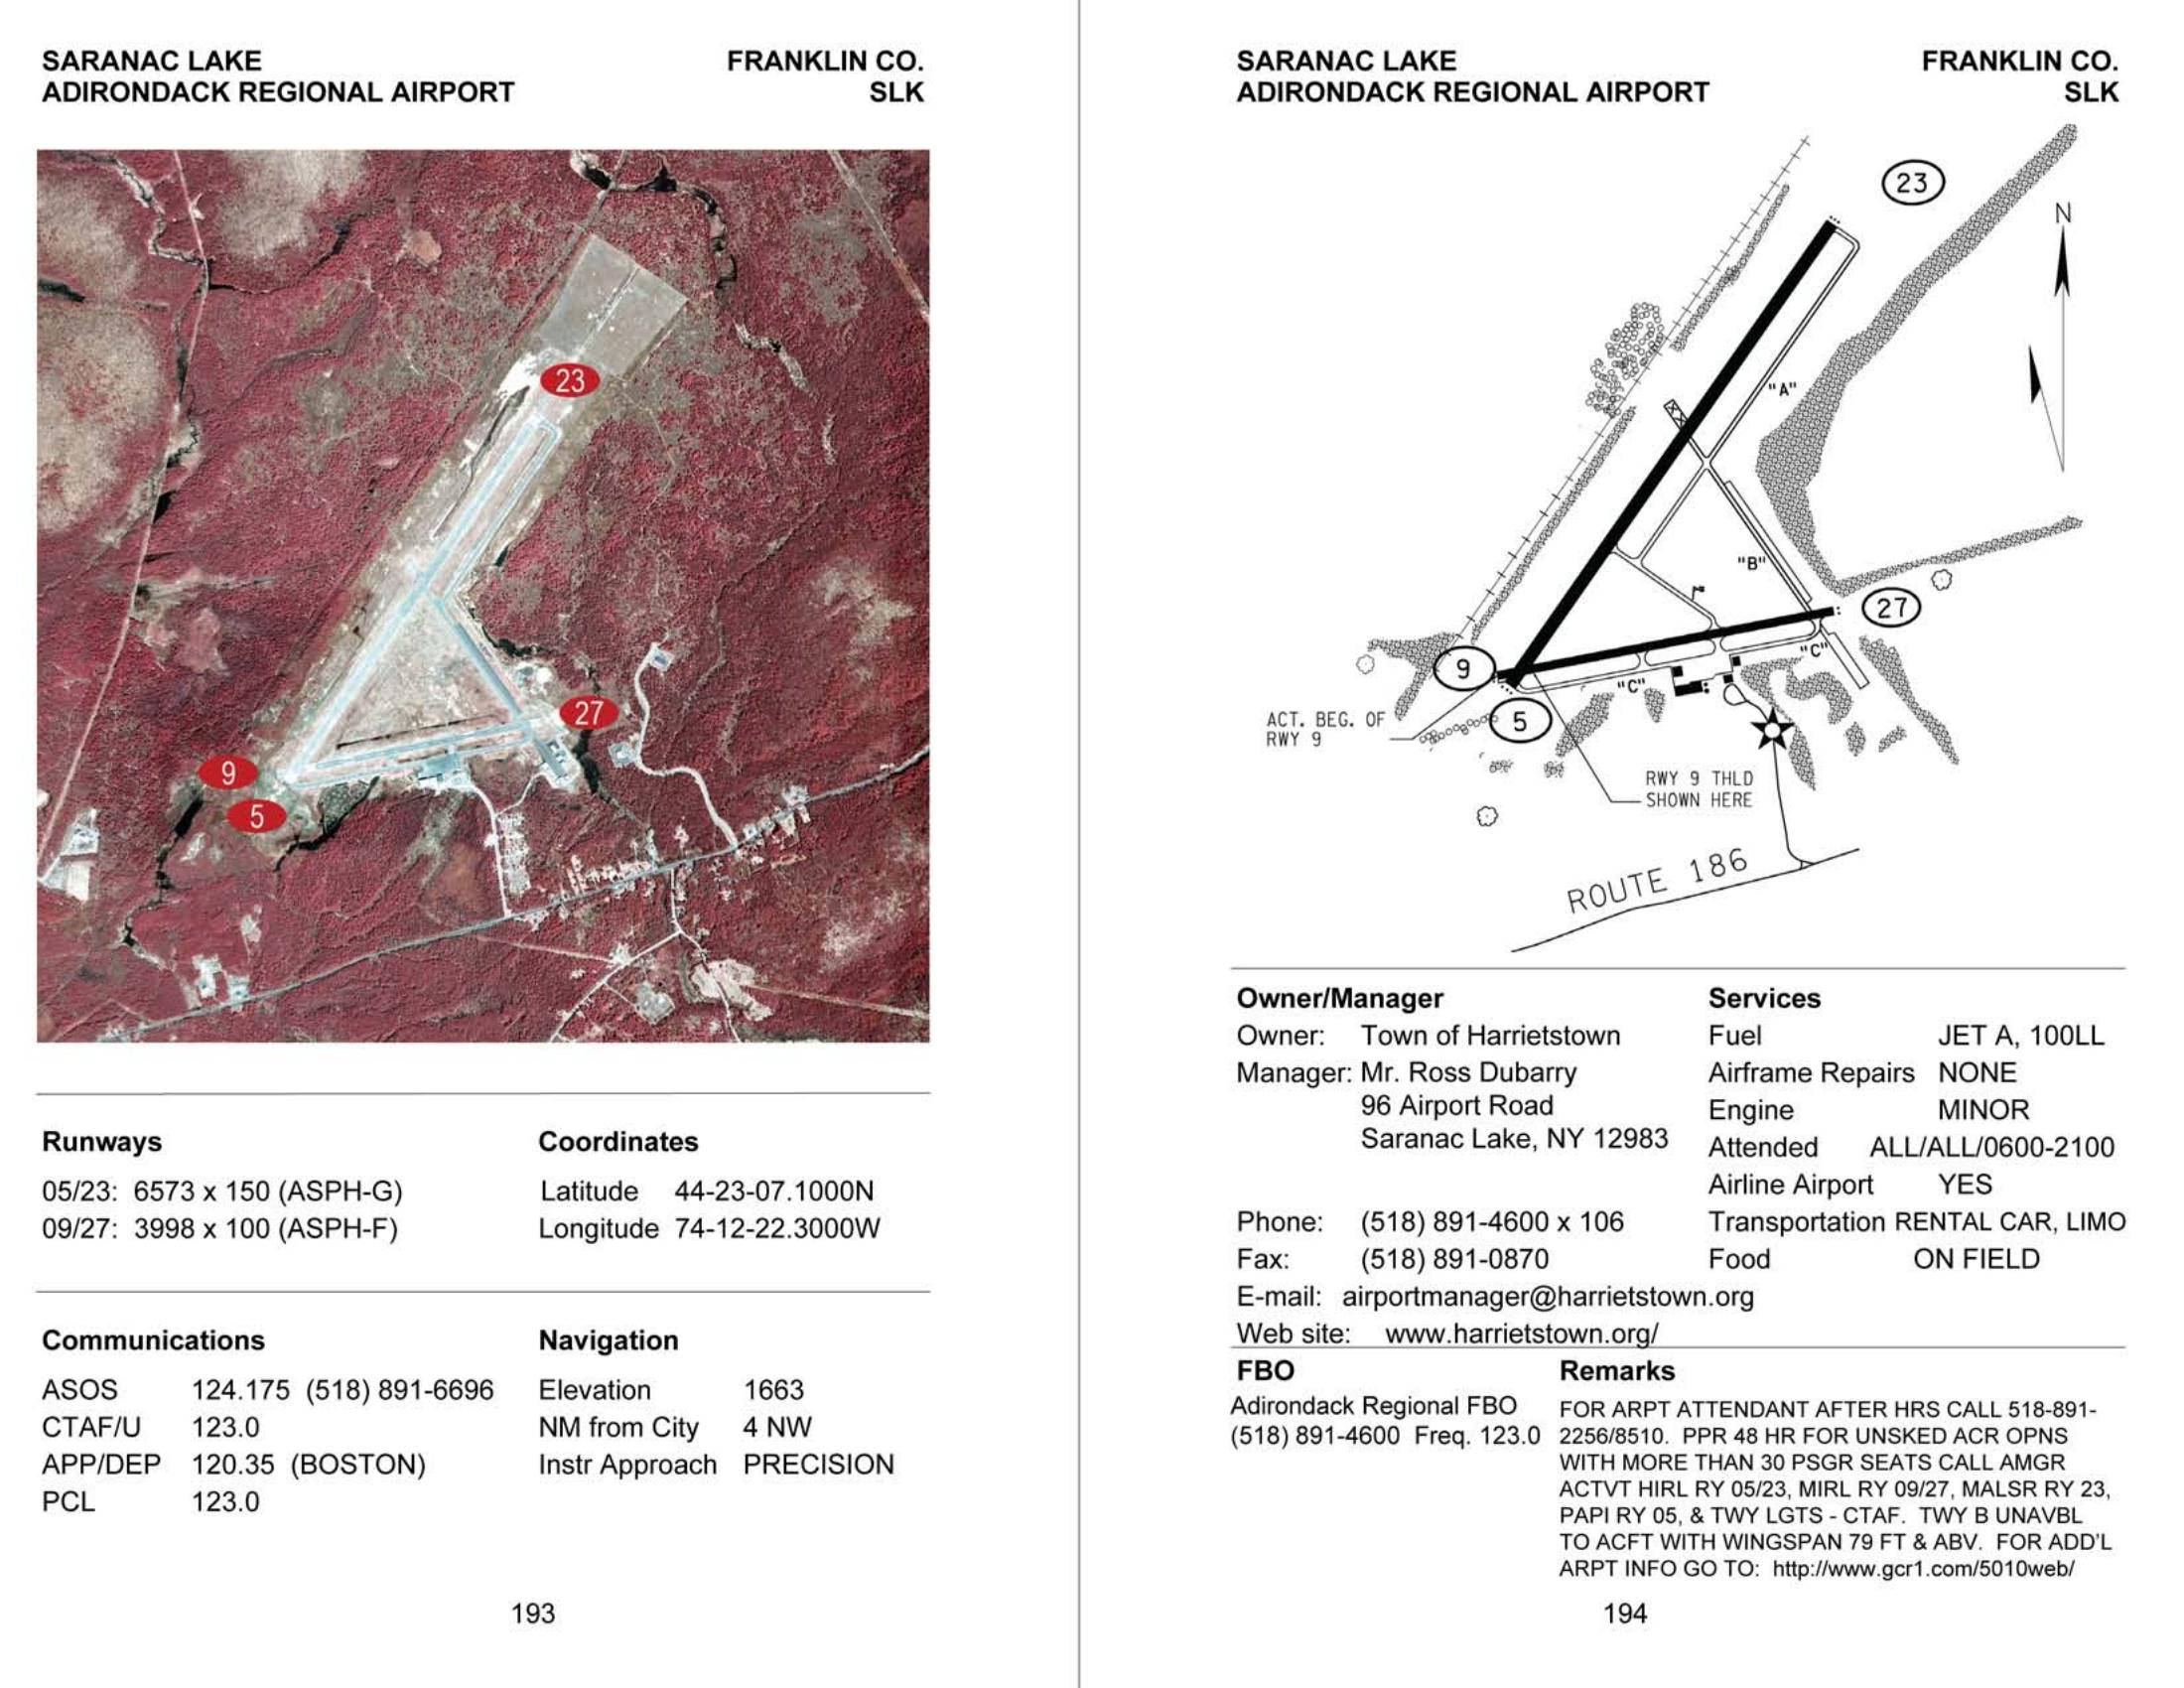 SARANAC LAKE FRANKLIN CO.
ADIRONDACK REGIONAL AIRPORT SLK
23
27
9
5
Runways
05/23: 6573 x 150 (ASPH-G)
09/27: 3998 x 100 (ASPH-F)
Coordinates
Latitude 44-23-07.1000N
Longitude 74-12-22.3000W
Communications
ASOS 124.175 (518) 891-6696
CTAF/U 123.0
APP/DEP 120.35 (BOSTON)
PCL 123.0
Navigation
Elevation 1663
NM from City 4 NW
Instr Approach PRECISION
193
SARANAC LAKE FRANKLIN CO.
ADIRONDACK REGIONAL AIRPORT SLK
23
N
"A"
"B"
27
9
"C"
"C"
5
ACT. BEG. OF
RWY 9
RWY 9 THLD
SHOWN HERE
ROUTE 186
Owner/Manager
Owner: Town of Harrietstown
Manager: Mr. Ross Dubarry
96 Airport Road
Saranac Lake, NY 12983
Phone: (518) 891-4600 x 106
Fax: (518) 891-0870
E-mail: airportmanager@harrietstown.org
Web site: www.harrietstown.org/
Services
Fuel JET A, 100LL
Airframe Repairs NONE
Engine MINOR
Attended ALL/ALL/0600-2100
Airline Airport YES
Transportation RENTAL CAR, LIMO
Food ON FIELD
FBO
Adirondack Regional FBO
(518) 891-4600 Freq. 123.0
Remarks
FOR ARPT ATTENDANT AFTER HRS CALL 518-891-
2256/8510. PPR 48 HR FOR UNSKED ACR OPNS
WITH MORE THAN 30 PSGR SEATS CALL AMGR
ACTVT HIRL RY 05/23, MIRL RY 09/27, MALSR RY 23,
PAPI RY 05, & TWY LGTS - CTAF. TWY B UNAVBL
TO ACFT WITH WINGSPAN 79 FT & ABV. FOR ADD'L
ARPT INFO GO TO: http://www.gcr1.com/5010web/
194